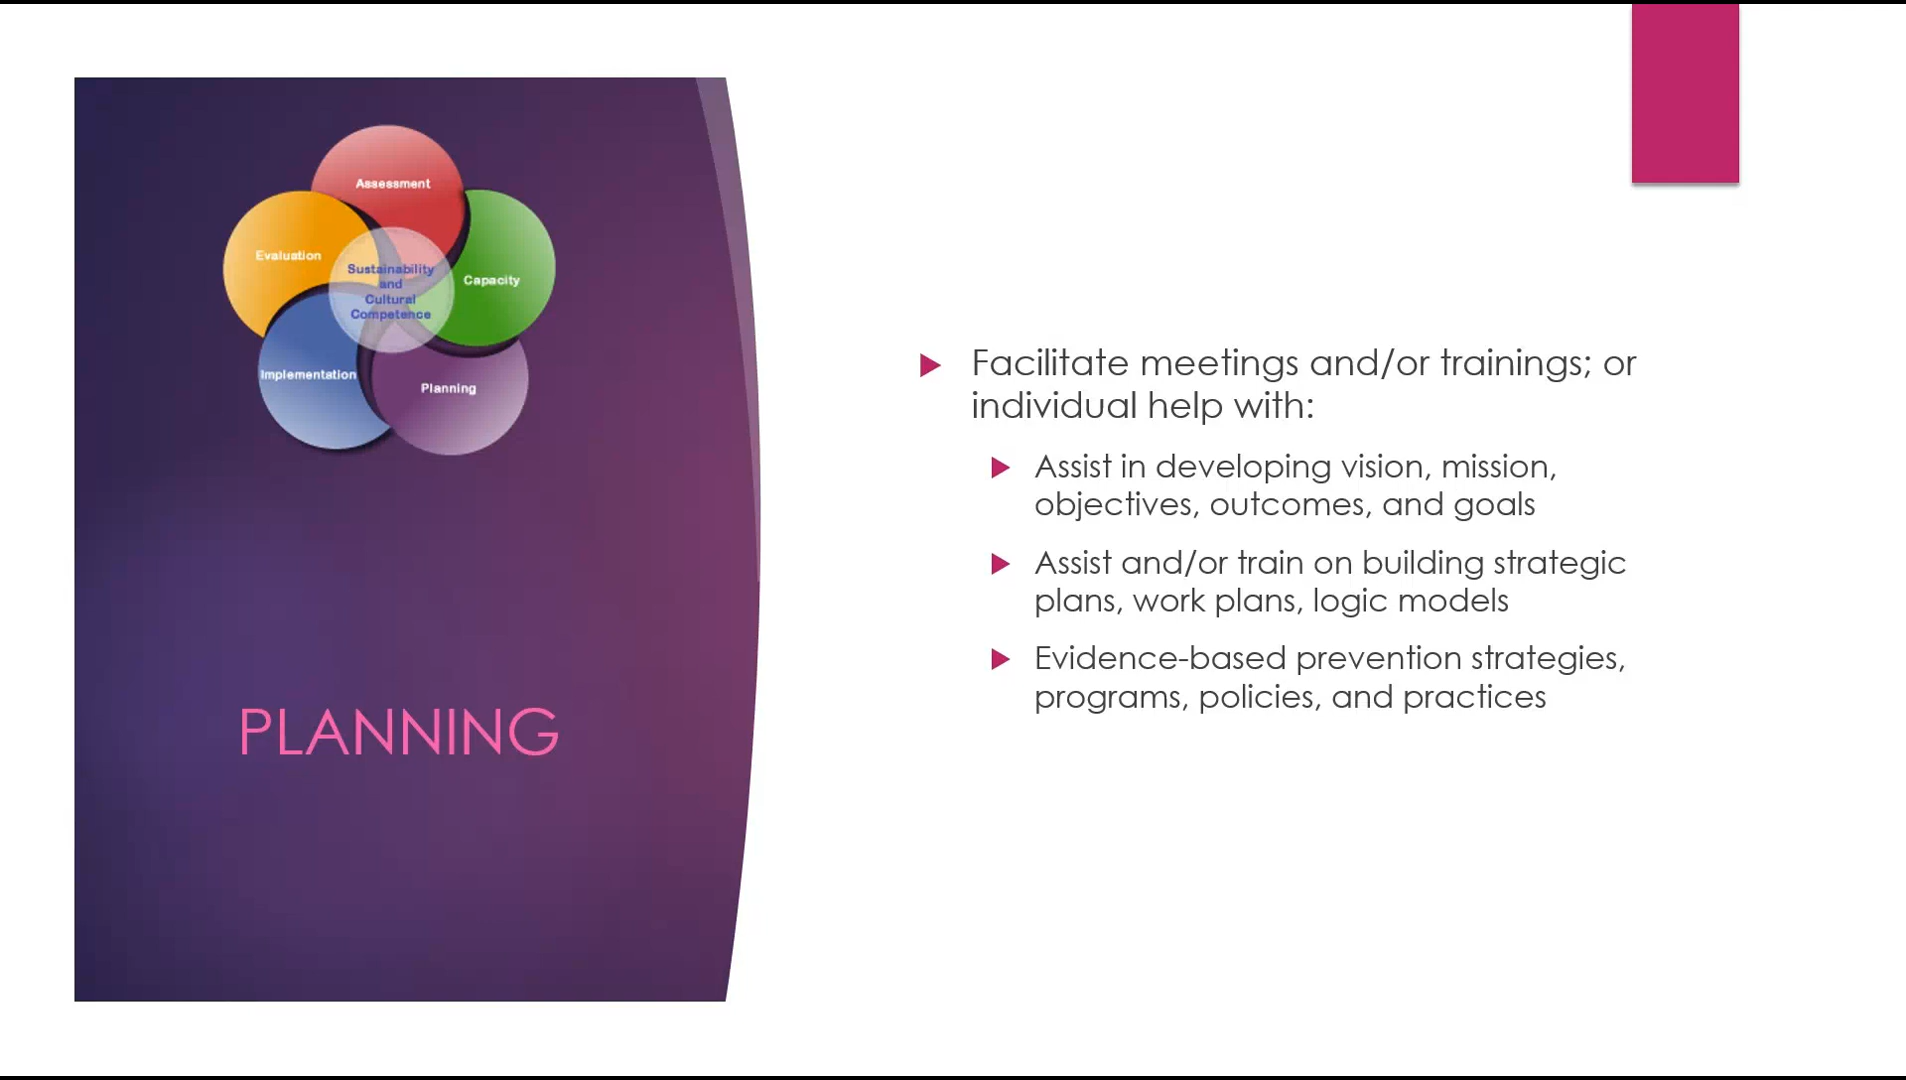 Assessment
Evaluation
Sustainability
and
Cultural
Competence
Capacity
Implementation
Planning
PLANNING
Facilitate meetings and/or trainings; or
individual help with:
Assist in developing vision, mission,
objectives, outcomes, and goals
Assist and/or train on building strategic
plans, work plans, logic models
Evidence-based prevention strategies,
programs, policies, and practices